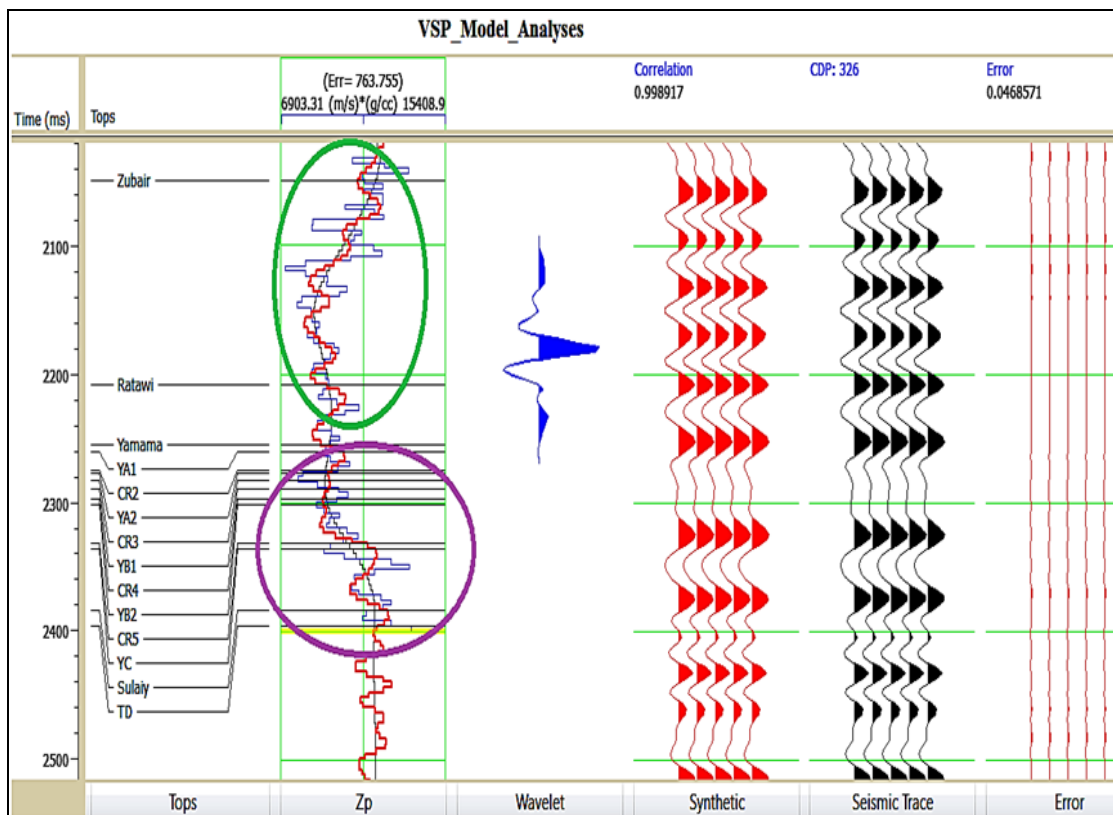 VSP_Model_Analyses
Time (ms)
Tops
(Err= 763.755)
6903.31 (m/s)*(g/cc) 15408.9
Correlation
0.998917
CDP: 326
Error
0.0468571
Zubair
2100
2200
Ratawi
Yamama
YA1
CR2
2300
YA2
CR3
YB1
CR4
YB2
2400
CR5
YC
Sulaiy
TD
2500
Tops
Zp
Wavelet
Synthetic
Seismic Trace
Error